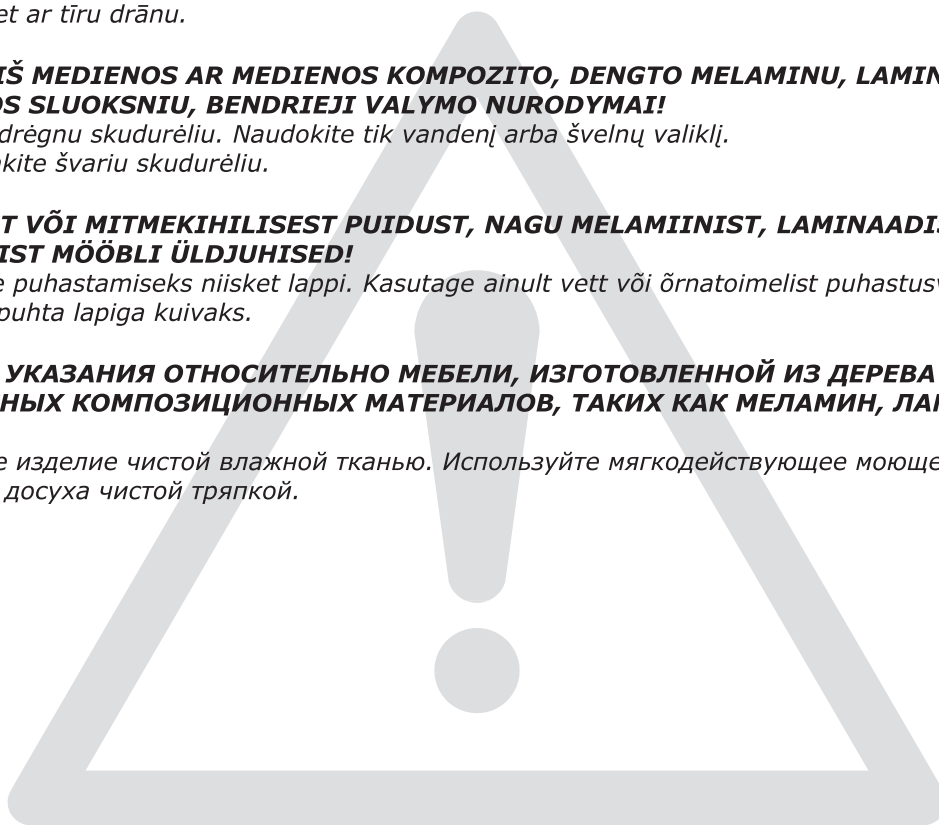 et ar tīru drānu.
IŠ MEDIENOS AR MEDIENOS KOMPOZITO, DENGTO MELAMINU, LAMIN
OS SLUOKSNIU, BENDRIEJI VALYMO NURODYMAI!
drėgnu skudurėliu. Naudokite tik vandenį arba švelnų valiklį.
kite švariu skudurėliu.
T VÕI MITMEKIHILISEST PUIDUST, NAGU MELAMIINIST, LAMINAADIS
IST MÖÖBLI ÜLDJUHISED!
e puhastamiseks niisket lappi. Kasutage ainult vett või õrnatoimelist puhastusv
puhta lapiga kuivaks.
УКАЗАНИЯ ОТНОСИТЕЛЬНО МЕБЕЛИ, ИЗГОТОВЛЕННОЙ ИЗ ДЕРЕВА
НЫХ КОМПОЗИЦИОННЫХ МАТЕРИАЛОВ, ТАКИХ КАК МЕЛАМИН, ЛАМ
е изделие чистой влажной тканью. Используйте мягкодействующее моюще
досуха чистой тряпкой.